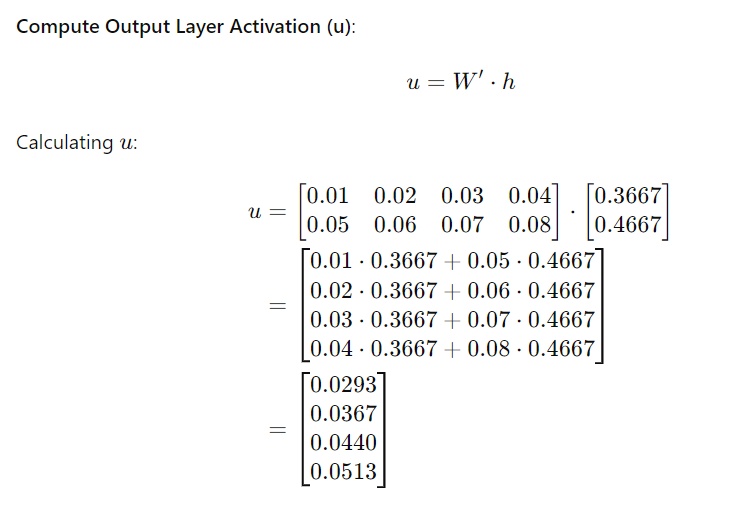 Compute Output Layer Activation (u):
u = W′ · h
Calculating u:
u = [0.01 0.02 0.03 0.04] · [0.3667]
[0.05 0.06 0.07 0.08] [0.4667]
[0.01 · 0.3667 + 0.05 · 0.4667]
[0.02 · 0.3667 + 0.06 · 0.4667]
= [0.03 · 0.3667 + 0.07 · 0.4667]
[0.04 · 0.3667 + 0.08 · 0.4667]
[0.0293]
[0.0367]
= [0.0440]
[0.0513]